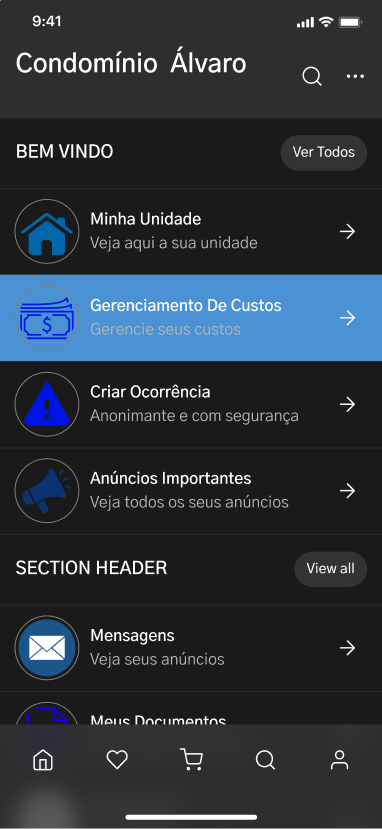 9:41
Condomínio Álvaro
BEM VINDO
Ver Todos
Minha Unidade
Veja aqui a sua unidade
Gerenciamento De Custos
Gerencie seus custos
Criar Ocorrência
Anonimante e com segurança
Anúncios Importantes
Veja todos os seus anúncios
SECTION HEADER
View all
Mensagens
Veja seus anúncios
Meus Documentos